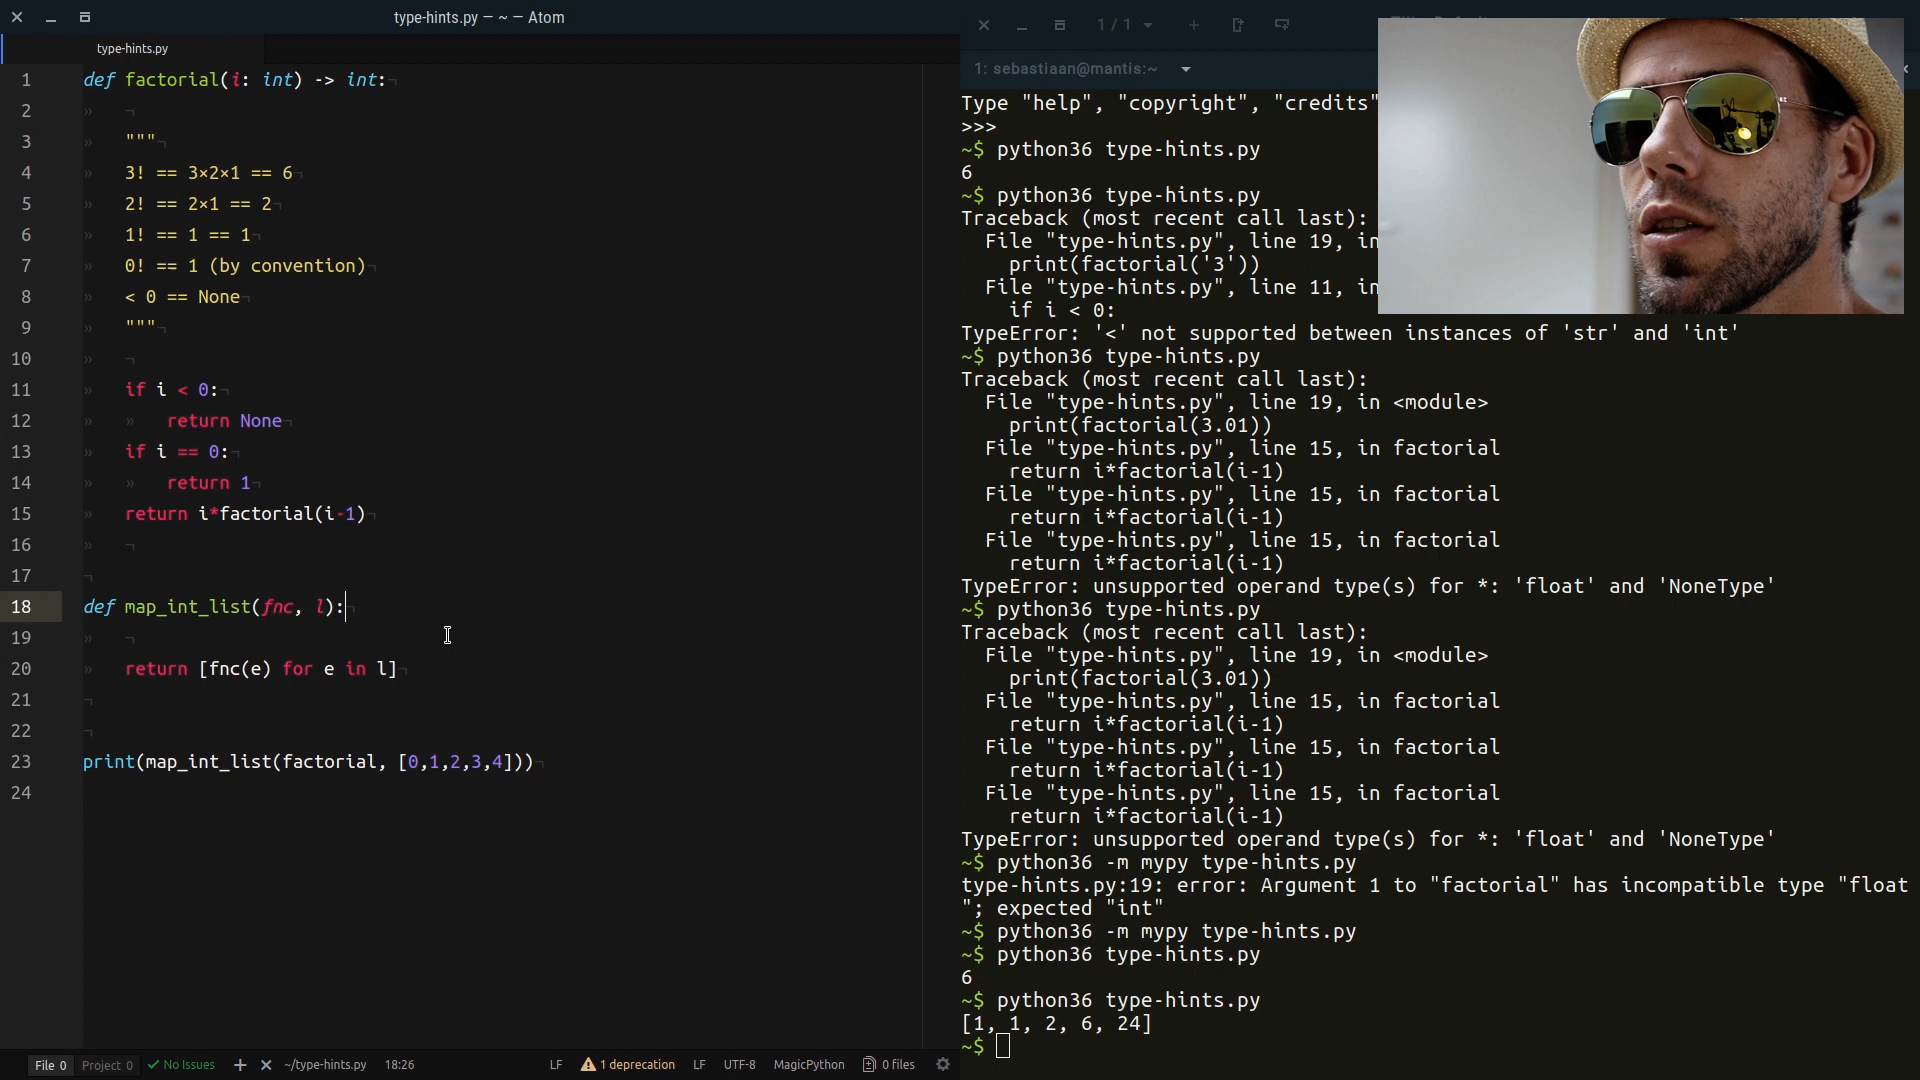 type-hints.py — ~ — Atom
type-hints.py
1 def factorial(i: int) -> int:
2
3 """
4 3! == 3×2×1 == 6
5 2! == 2×1 == 2
6 1! == 1 == 1
7 0! == 1 (by convention)
8 < 0 == None
9 """
10
11 if i < 0:
12 return None
13 if i == 0:
14 return 1
15 return i*factorial(i-1)
16
17
18 def map_int_list(fnc, l):
19
20 return [fnc(e) for e in l]
21
22
23 print(map_int_list(factorial, [0,1,2,3,4]))
24
File 0 Project 0 No Issues ~/type-hints.py 18:26 LF 1 deprecation LF UTF-8 MagicPython 0 files
1 / 1
1: sebastiaan@mantis:~
Type "help", "copyright", "credits"
>>>
~$ python36 type-hints.py
6
~$ python36 type-hints.py
Traceback (most recent call last):
File "type-hints.py", line 19, in
print(factorial('3'))
File "type-hints.py", line 11, in
if i < 0:
TypeError: '<' not supported between instances of 'str' and 'int'
~$ python36 type-hints.py
Traceback (most recent call last):
File "type-hints.py", line 19, in <module>
print(factorial(3.01))
File "type-hints.py", line 15, in factorial
return i*factorial(i-1)
File "type-hints.py", line 15, in factorial
return i*factorial(i-1)
File "type-hints.py", line 15, in factorial
return i*factorial(i-1)
TypeError: unsupported operand type(s) for *: 'float' and 'NoneType'
~$ python36 type-hints.py
Traceback (most recent call last):
File "type-hints.py", line 19, in <module>
print(factorial(3.01))
File "type-hints.py", line 15, in factorial
return i*factorial(i-1)
File "type-hints.py", line 15, in factorial
return i*factorial(i-1)
File "type-hints.py", line 15, in factorial
return i*factorial(i-1)
TypeError: unsupported operand type(s) for *: 'float' and 'NoneType'
~$ python36 -m mypy type-hints.py
type-hints.py:19: error: Argument 1 to "factorial" has incompatible type "float
"; expected "int"
~$ python36 -m mypy type-hints.py
~$ python36 type-hints.py
6
~$ python36 type-hints.py
[1, 1, 2, 6, 24]
~$